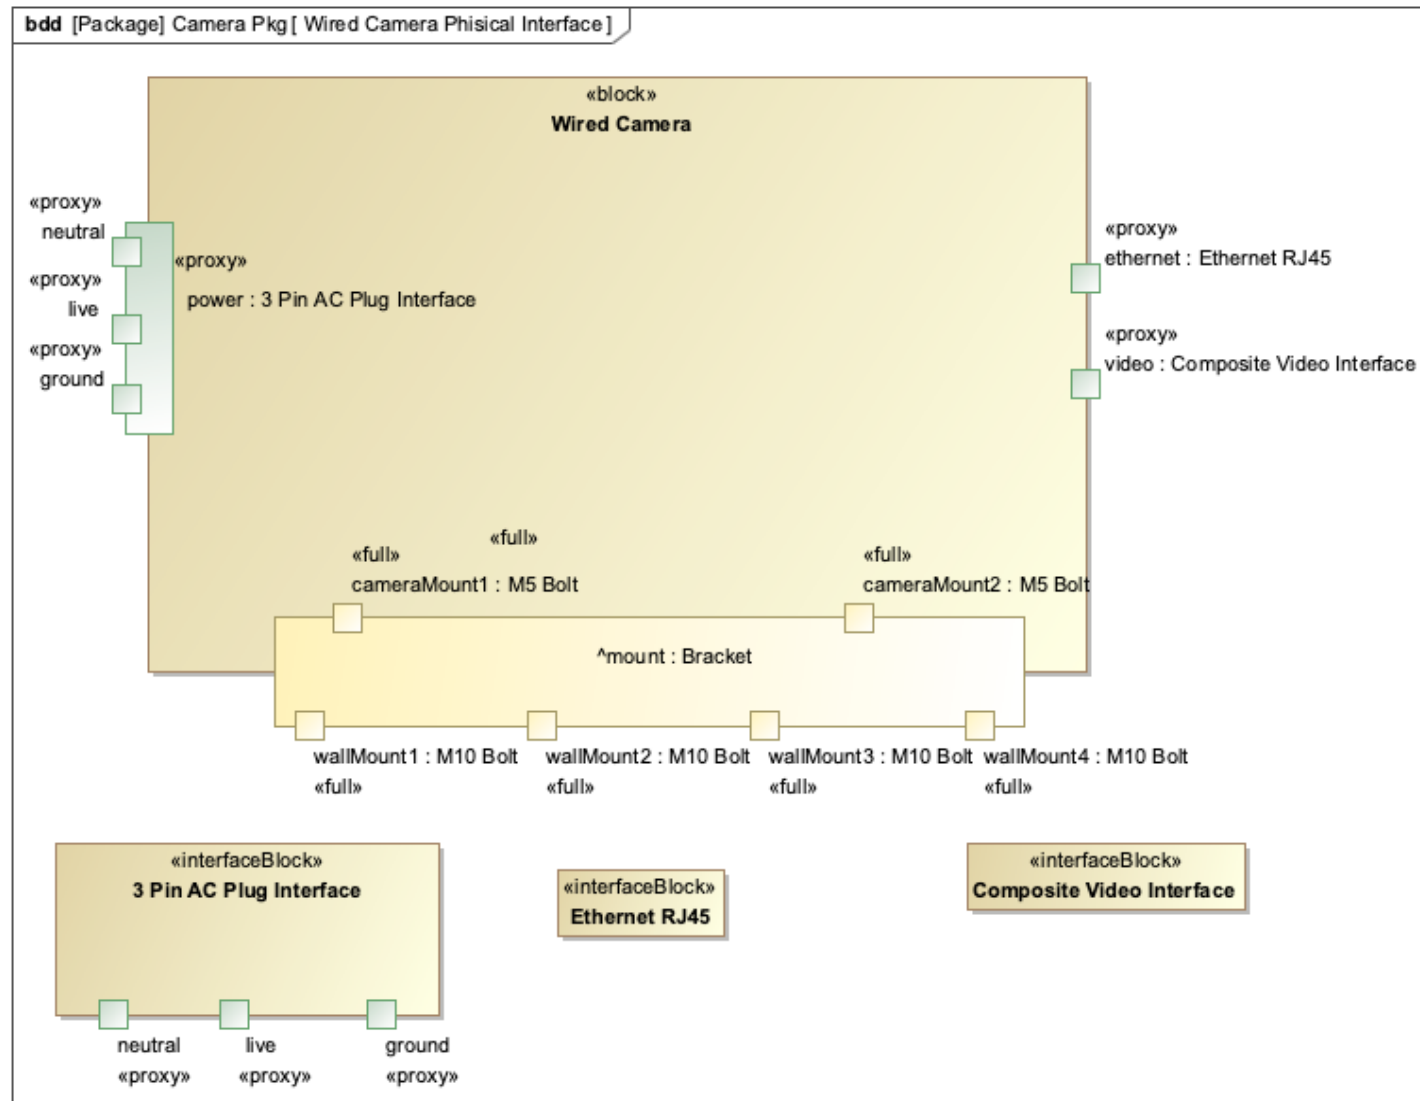 bdd [Package] Camera Pkg [ Wired Camera Phisical Interface ]
«block»
Wired Camera
«proxy»
neutral
«proxy»
live
«proxy»
ground
«proxy»
power : 3 Pin AC Plug Interface
«proxy»
ethernet : Ethernet RJ45
«proxy»
video : Composite Video Interface
«full»
«full»
cameraMount1 : M5 Bolt
«full»
cameraMount2 : M5 Bolt
^mount : Bracket
wallMount1 : M10 Bolt
«full»
wallMount2 : M10 Bolt
«full»
wallMount3 : M10 Bolt
«full»
wallMount4 : M10 Bolt
«full»
«interfaceBlock»
3 Pin AC Plug Interface
neutral
«proxy»
live
«proxy»
ground
«proxy»
«interfaceBlock»
Ethernet RJ45
«interfaceBlock»
Composite Video Interface